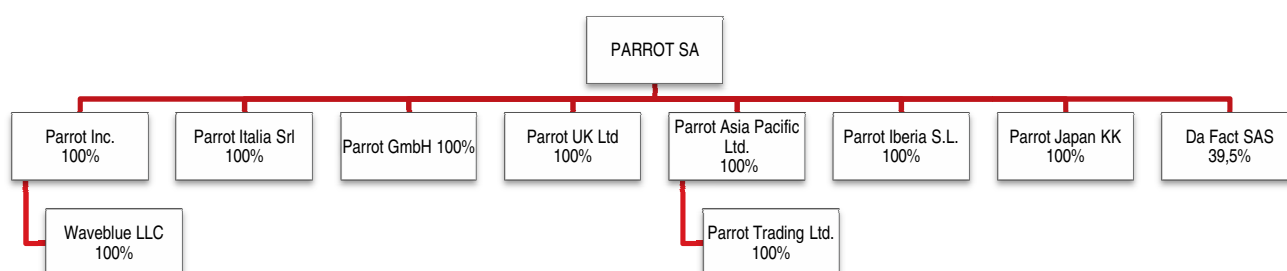 PARROT SA
Parrot Inc.
100%
Parrot Italia Srl
100%
Parrot GmbH 100%
Parrot UK Ltd
100%
Parrot Asia Pacific
Ltd.
100%
Parrot Iberia S.L.
100%
Parrot Japan KK
100%
Da Fact SAS
39,5%
Waveblue LLC
100%
Parrot Trading Ltd.
100%